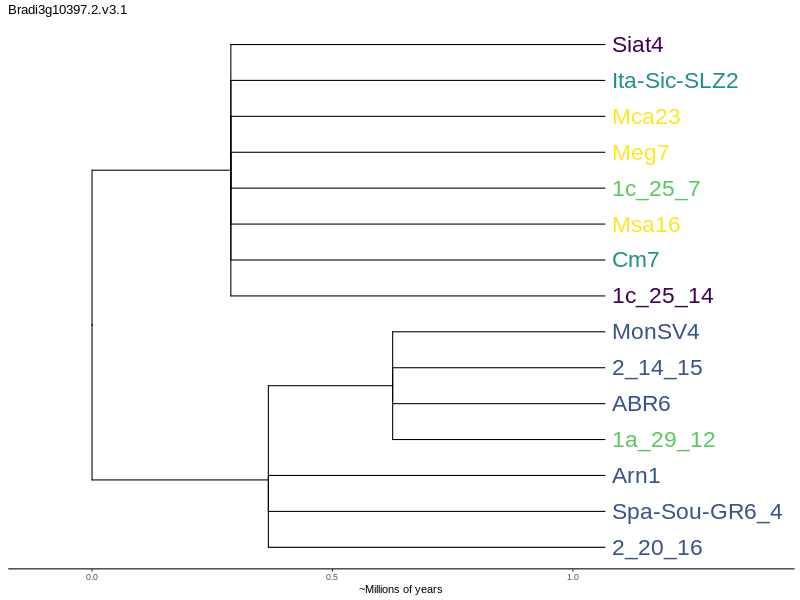 Bradi3g10397.2.v3.1
Siat4
Ita-Sic-SLZ2
Mca23
Meg7
1c_25_7
Msa16
Cm7
1c_25_14
MonSV4
2_14_15
ABR6
1a_29_12
Arn1
Spa-Sou-GR6_4
2_20_16
0.0 0.5 1.0
~Millions of years